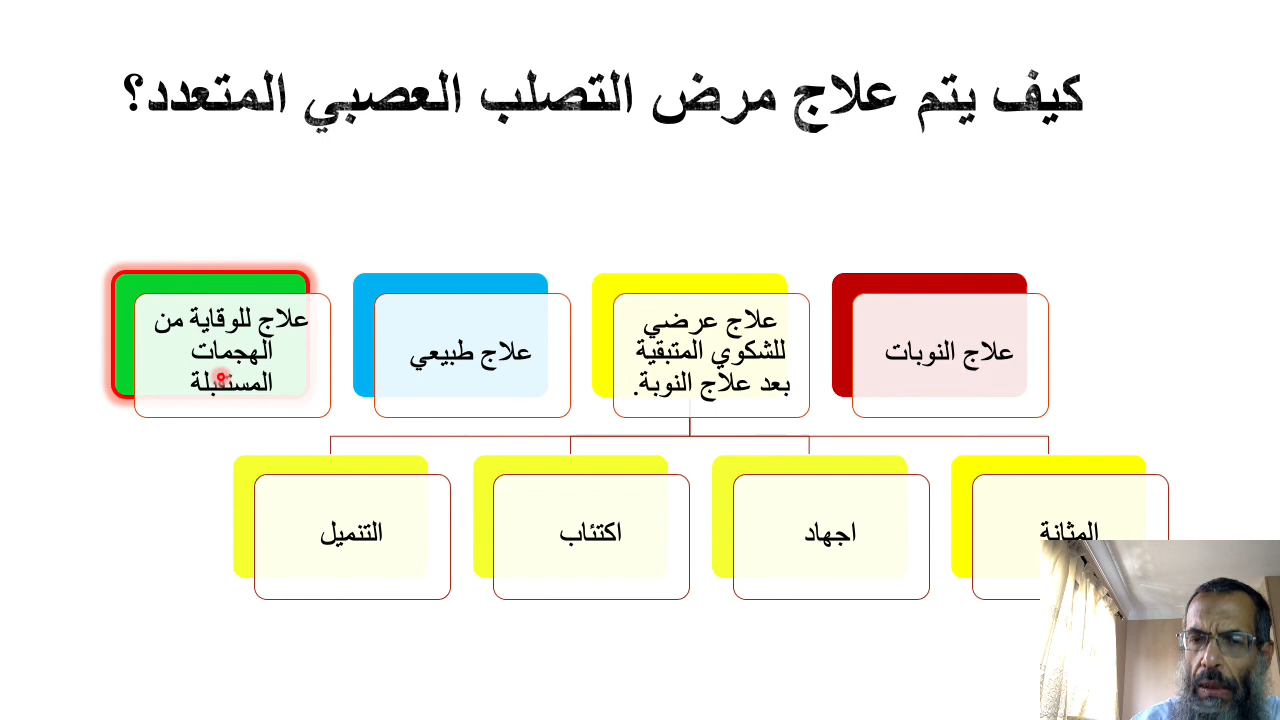 كيف يتم علاج مرض التصلب العصبي المتعدد؟
علاج النوبات
علاج عرضي
للشكوي المتبقية
بعد علاج النوبة.
علاج طبيعي
علاج للوقاية من
الهجمات
المستقبلة
المثانة
اجهاد
اكتئاب
التنميل